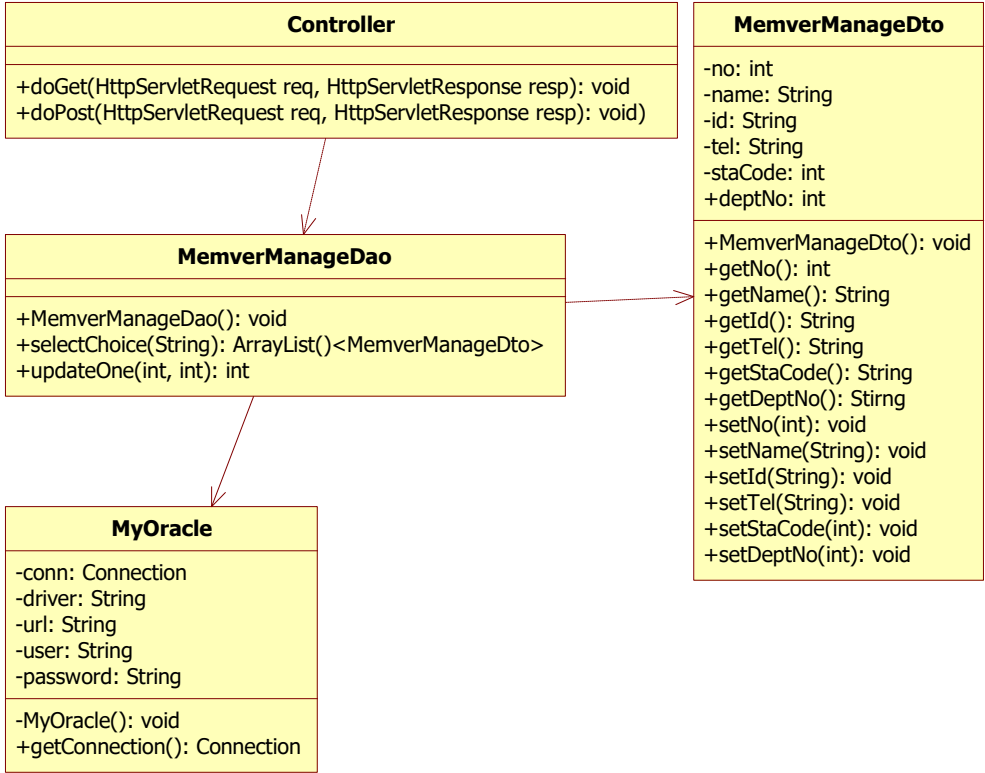 Controller
+doGet(HttpServletRequest req, HttpServletResponse resp): void
+doPost(HttpServletRequest req, HttpServletResponse resp): void)
MemverManageDao
+MemverManageDao(): void
+selectChoice(String): ArrayList()<MemverManageDto>
+updateOne(int, int): int
MyOracle
-conn: Connection
-driver: String
-url: String
-user: String
-password: String
-MyOracle(): void
+getConnection(): Connection
MemverManageDto
-no: int
-name: String
-id: String
-tel: String
-staCode: int
+deptNo: int
+MemverManageDto(): void
+getNo(): int
+getName(): String
+getId(): String
+getTel(): String
+getStaCode(): String
+getDeptNo(): Stirng
+setNo(int): void
+setName(String): void
+setId(String): void
+setTel(String): void
+setStaCode(int): void
+setDeptNo(int): void